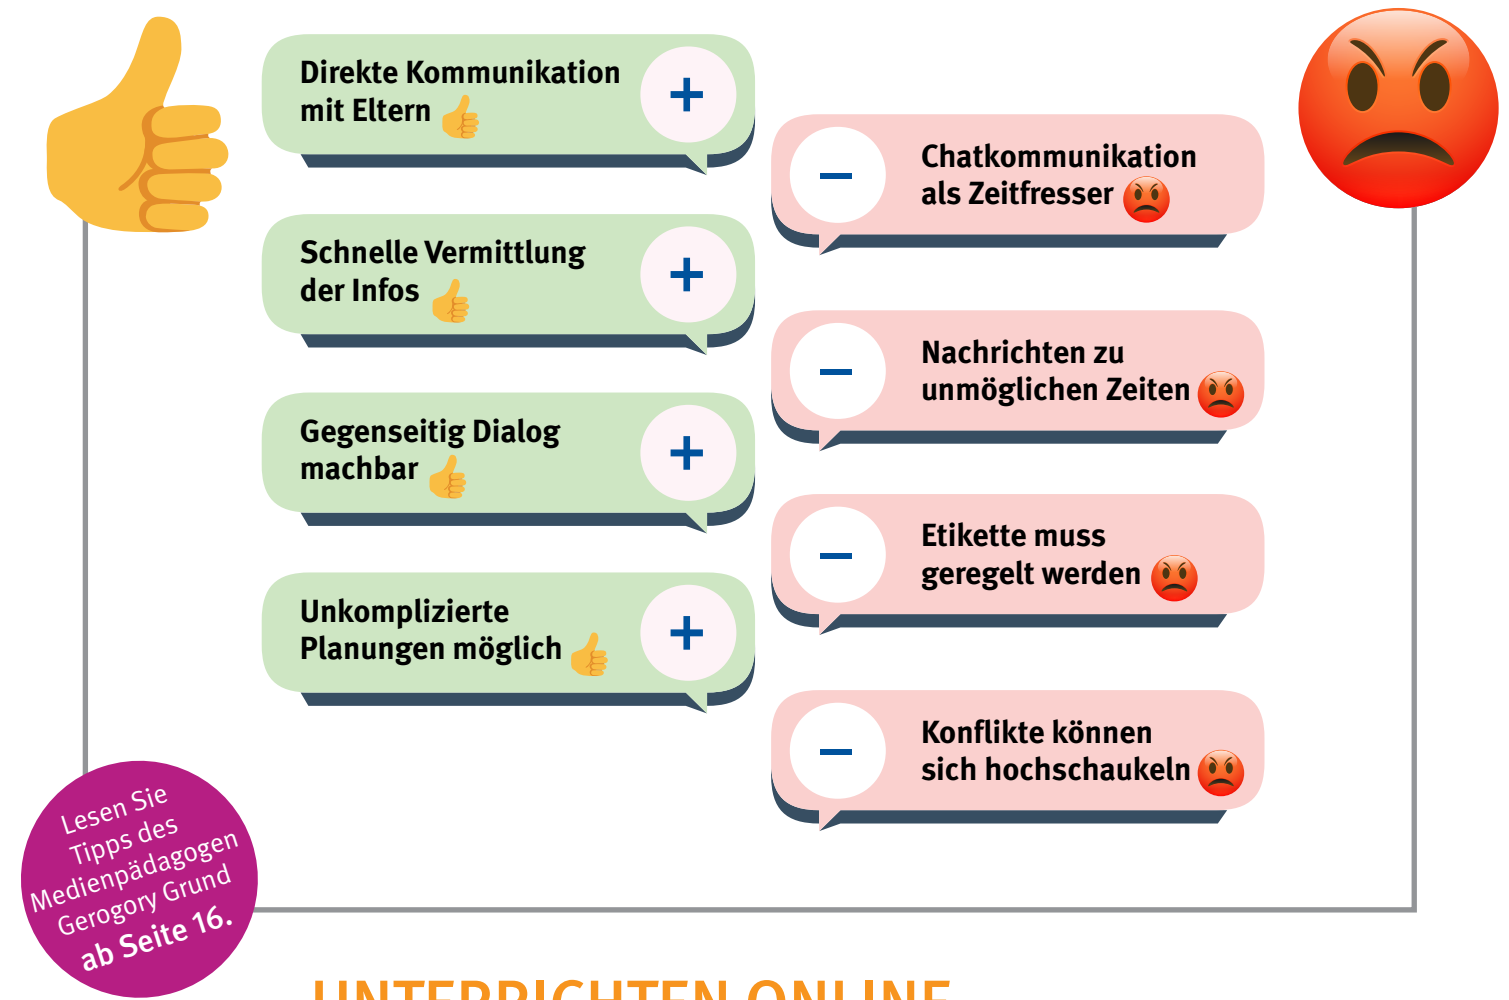 Direkte Kommunikation
mit Eltern
+
Schnelle Vermittlung
der Infos
+
Gegenseitig Dialog
machbar
+
Unkomplizierte
Planungen möglich
+
–
Chatkommunikation
als Zeitfresser
–
Nachrichten zu
unmöglichen Zeiten
–
Etikette muss
geregelt werden
–
Konflikte können
sich hochschaukeln
Lesen Sie
Tipps des
Medienpädagogen
Gerogory Grund
ab Seite 16.
UNTERRICHTEN ONLINE